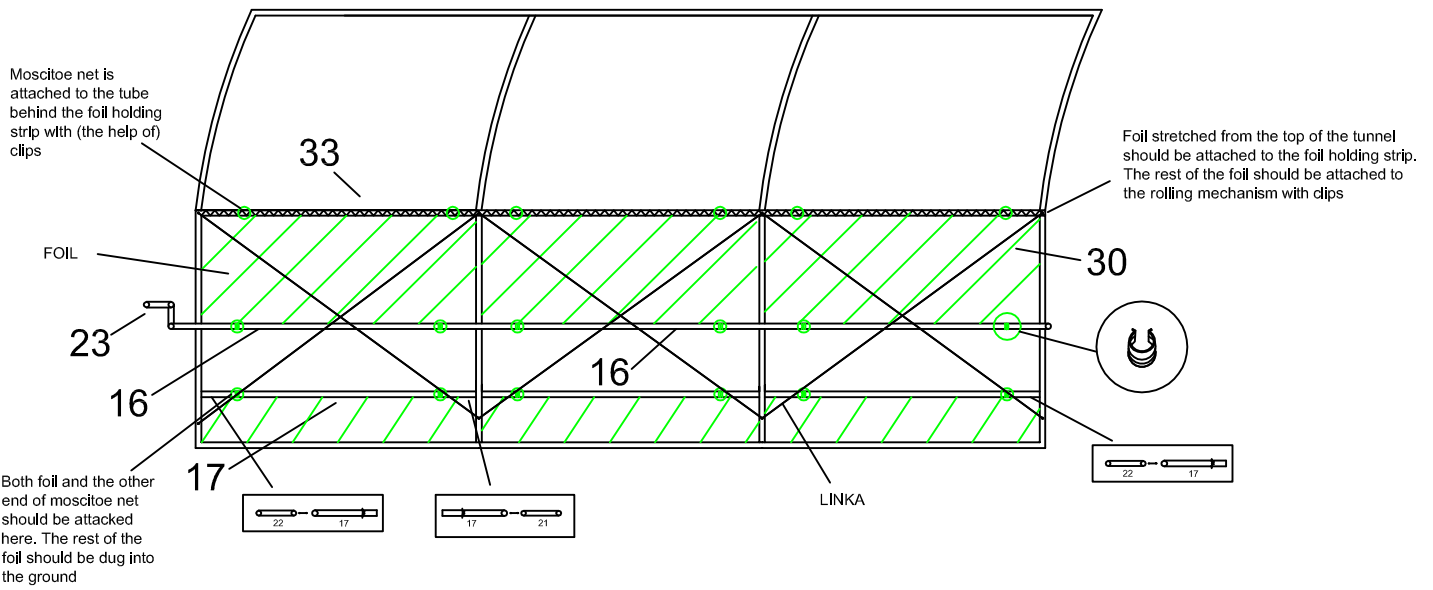 Moscitoe net is
attached to the tube
behind the foil holding
strip with (the help of)
clips
33
Foil stretched from the top of the tunnel
should be attached to the foil holding strip.
The rest of the foil should be attached to
the rolling mechanism with clips
FOIL
30
23
16
16
17
Both foil and the other
end of moscitoe net
should be attacked
here. The rest of the
foil should be dug into
the ground
22 17
17 21
LINKA
22 17